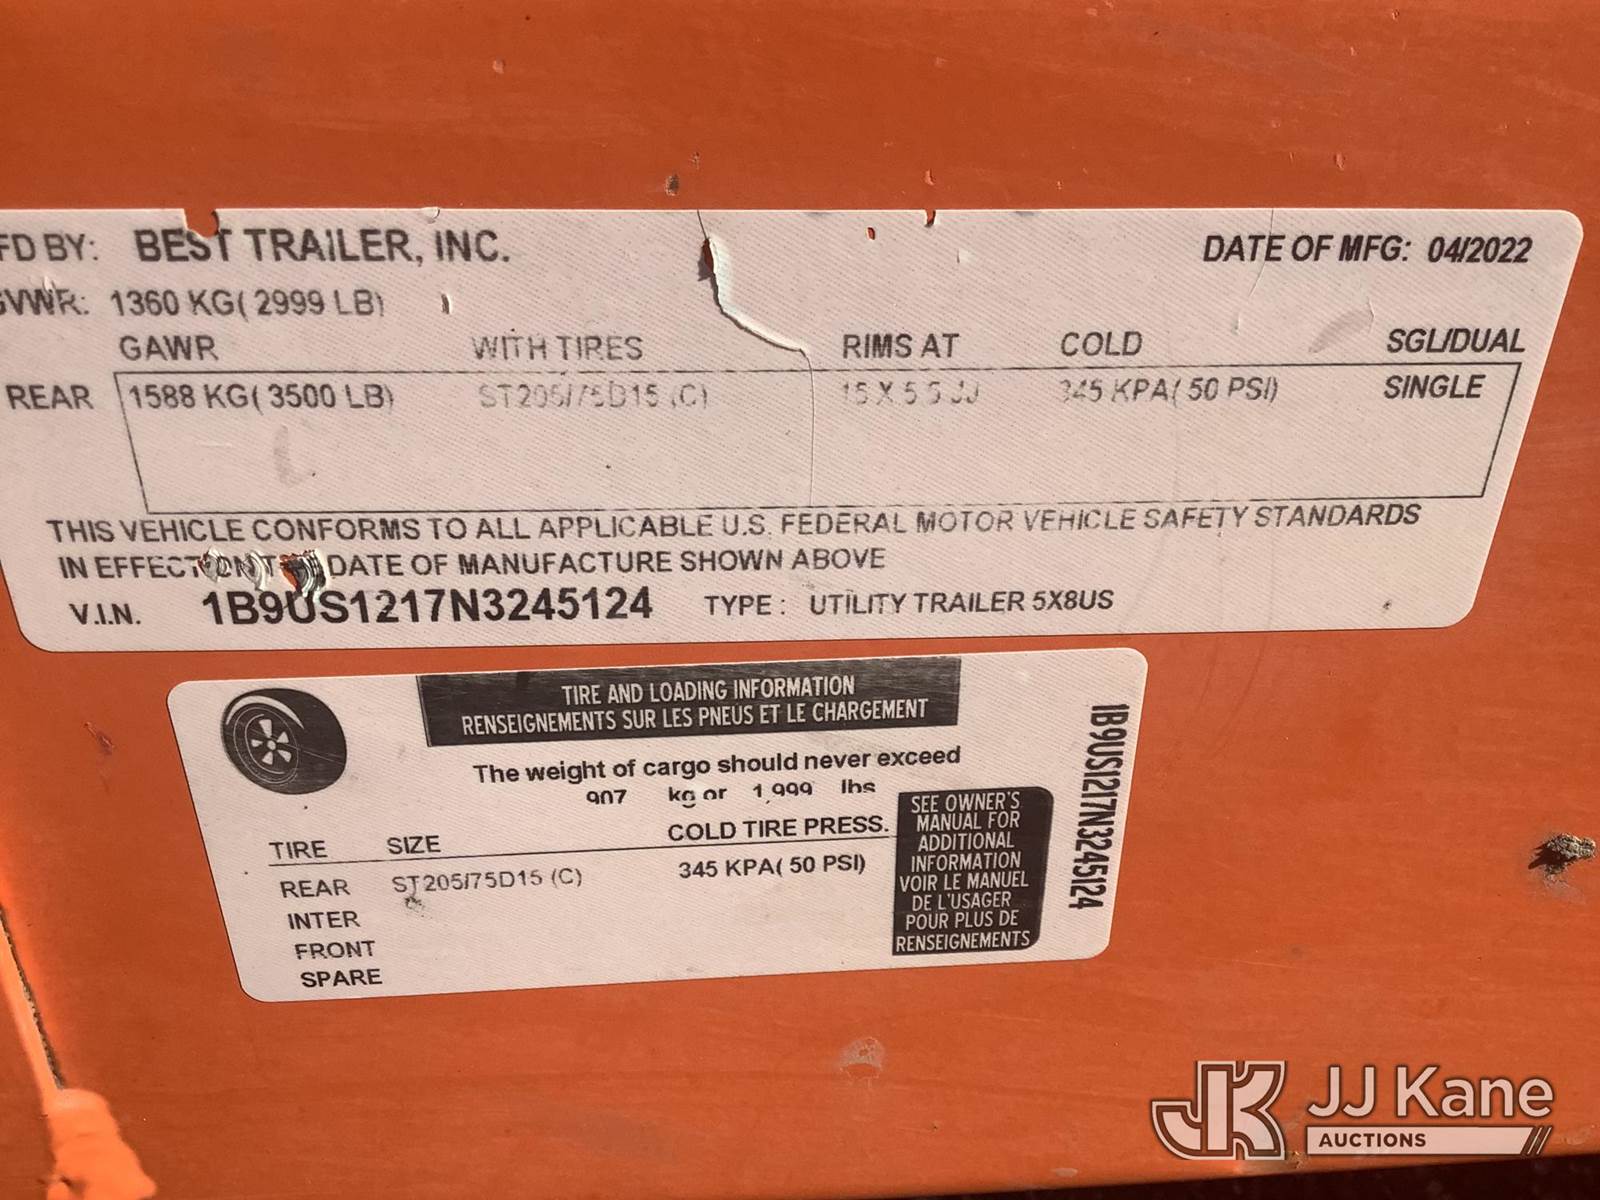 FD BY: BEST TRAILER, INC. DATE OF MFG: 04/2022
GVWR: 1360 KG( 2999 LB)
GAWR WITH TIRES RIMS AT COLD SGL/DUAL
REAR 1588 KG( 3500 LB) ST205/75D15 (C) 15 X 5.5 JJ 345 KPA( 50 PSI) SINGLE
THIS VEHICLE CONFORMS TO ALL APPLICABLE U.S. FEDERAL MOTOR VEHICLE SAFETY STANDARDS
IN EFFECT ON DATE OF MANUFACTURE SHOWN ABOVE
V.I.N. 1B9US1217N3245124 TYPE : UTILITY TRAILER 5X8US
TIRE AND LOADING INFORMATION
RENSEIGNEMENTS SUR LES PNEUS ET LE CHARGEMENT
The weight of cargo should never exceed
907 kg or 1,999 lbs
TIRE SIZE COLD TIRE PRESS.
REAR ST205/75D15 (C) 345 KPA( 50 PSI)
INTER
FRONT
SPARE
SEE OWNER'S
MANUAL FOR
ADDITIONAL
INFORMATION
VOIR LE MANUEL
DE L'USAGER
POUR PLUS DE
RENSEIGNEMENTS
1B9US1217N3245124
JK JJ Kane
AUCTIONS